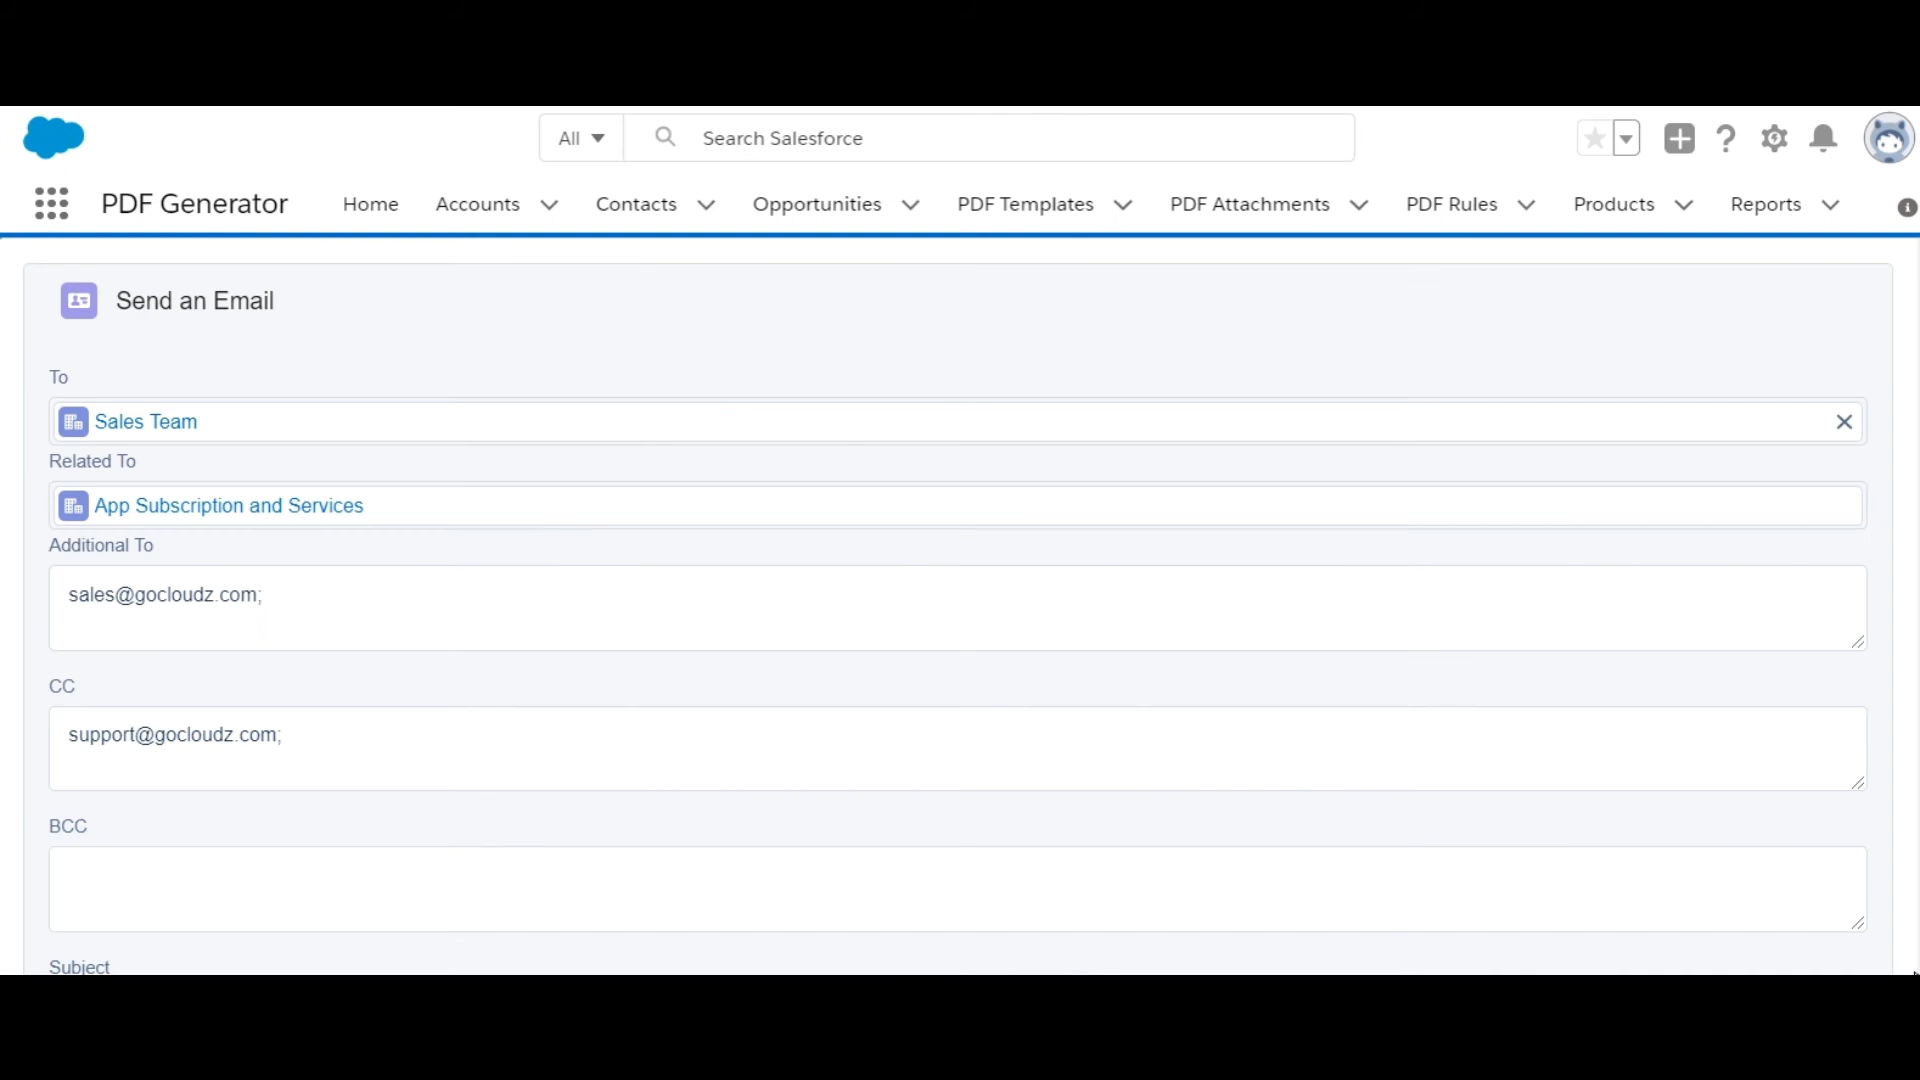 All
Search Salesforce
PDF Generator
Home
Accounts
Contacts
Opportunities
PDF Templates
PDF Attachments
PDF Rules
Products
Reports
Send an Email
To
Sales Team
Related To
App Subscription and Services
Additional To
sales@gocloudz.com;
CC
support@gocloudz.com;
BCC
Subject